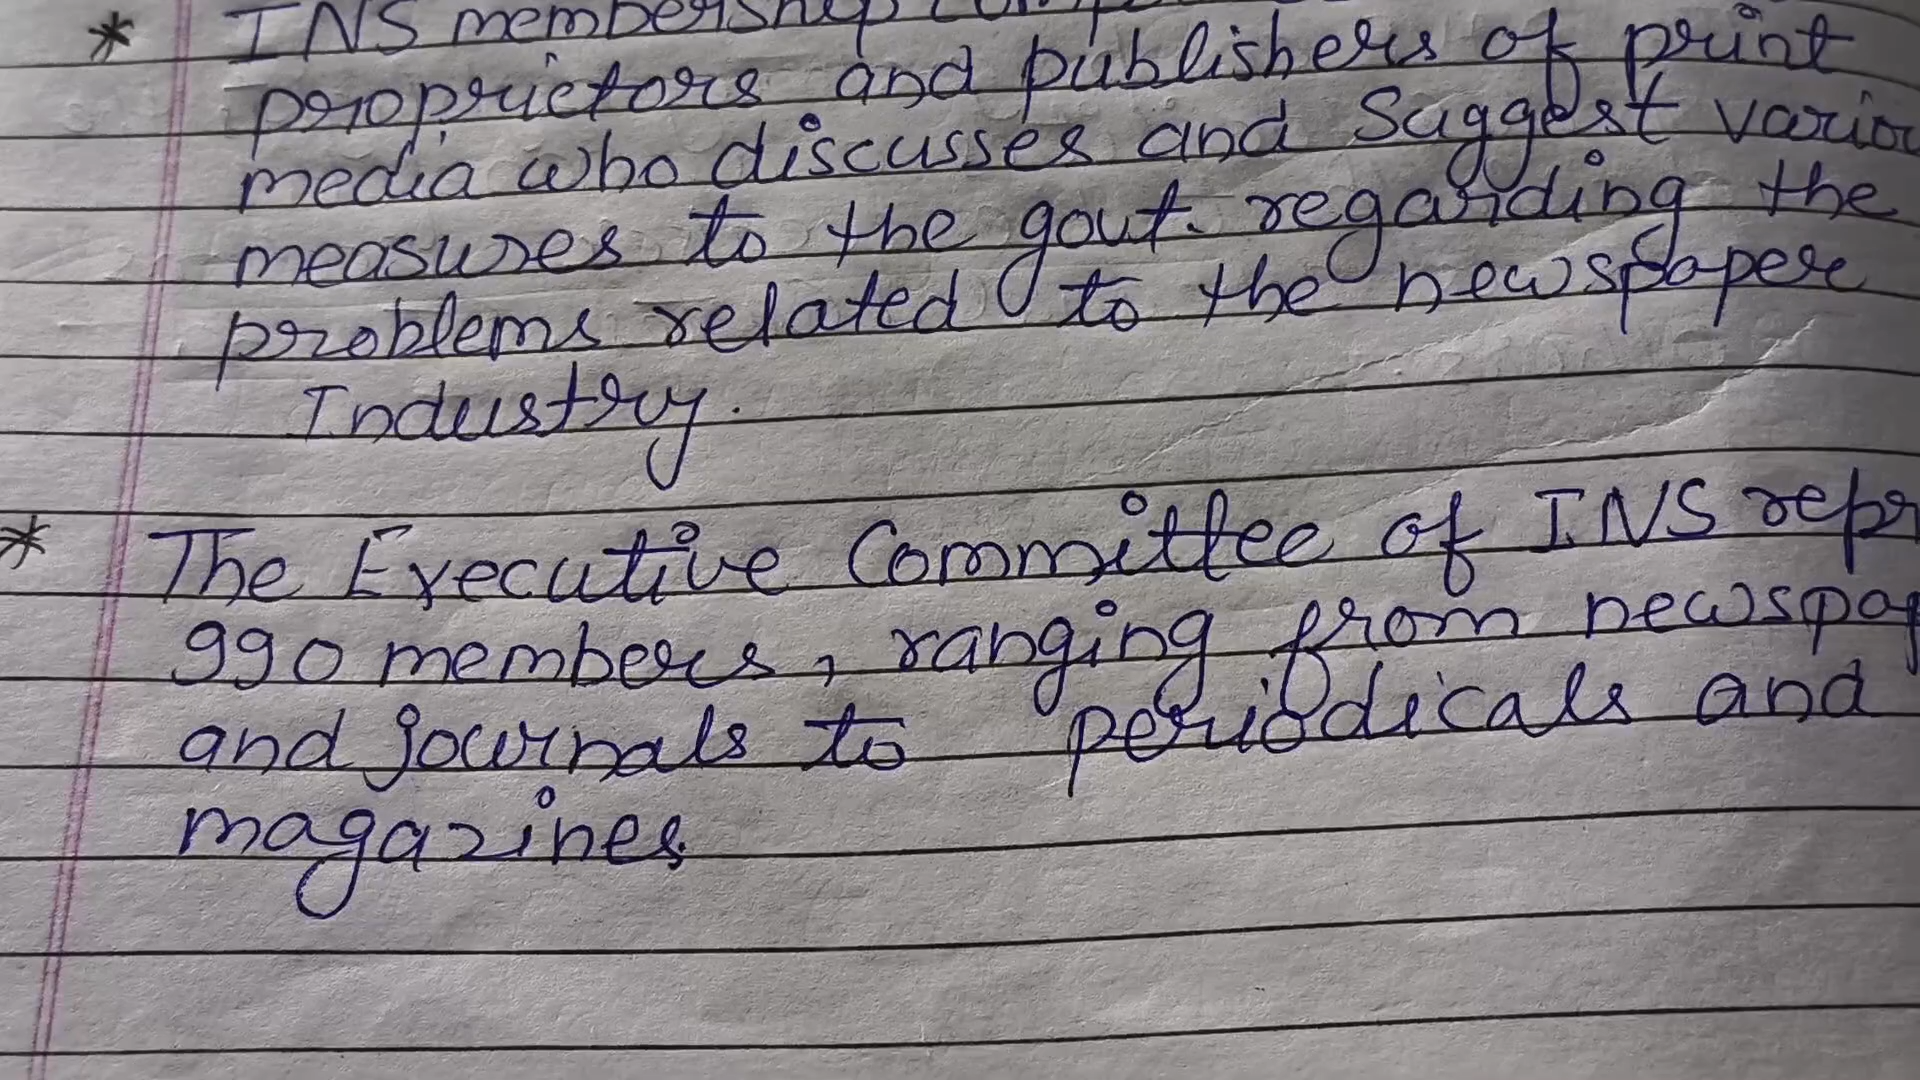 * INS membership
proprietors and publishers of print
media who discusses and Suggest
measures to the govt. regarding the
problems related to the newspaper
Industry.
* The Executive Committee of INS
990 members, ranging from
and journals to periodicals and
magazines.